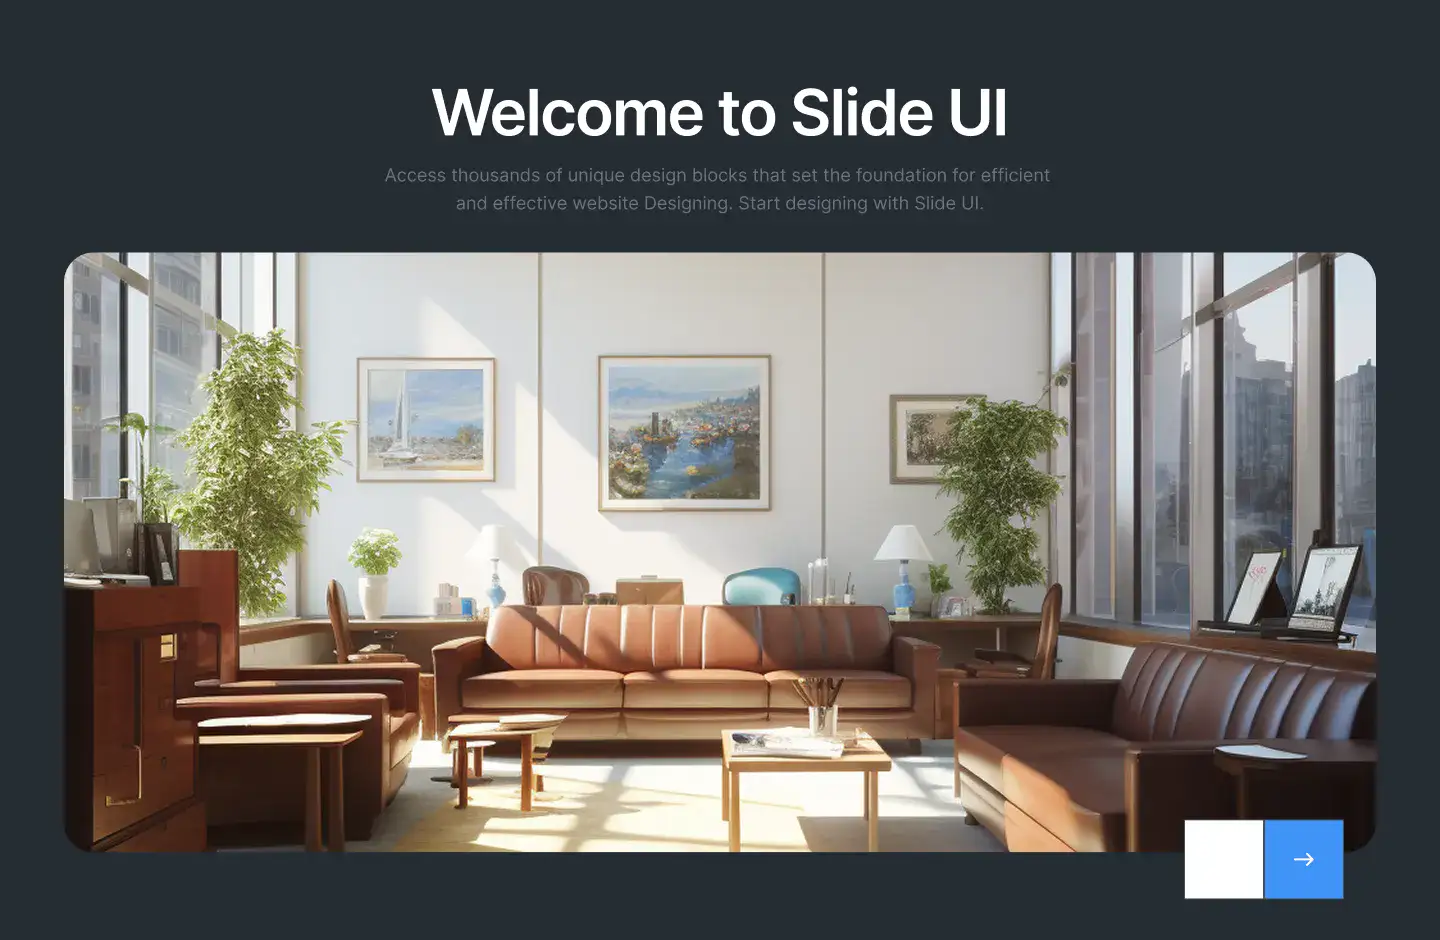 Welcome to Slide UI
Access thousands of unique design blocks that set the foundation for efficient
and effective website Designing. Start designing with Slide UI.